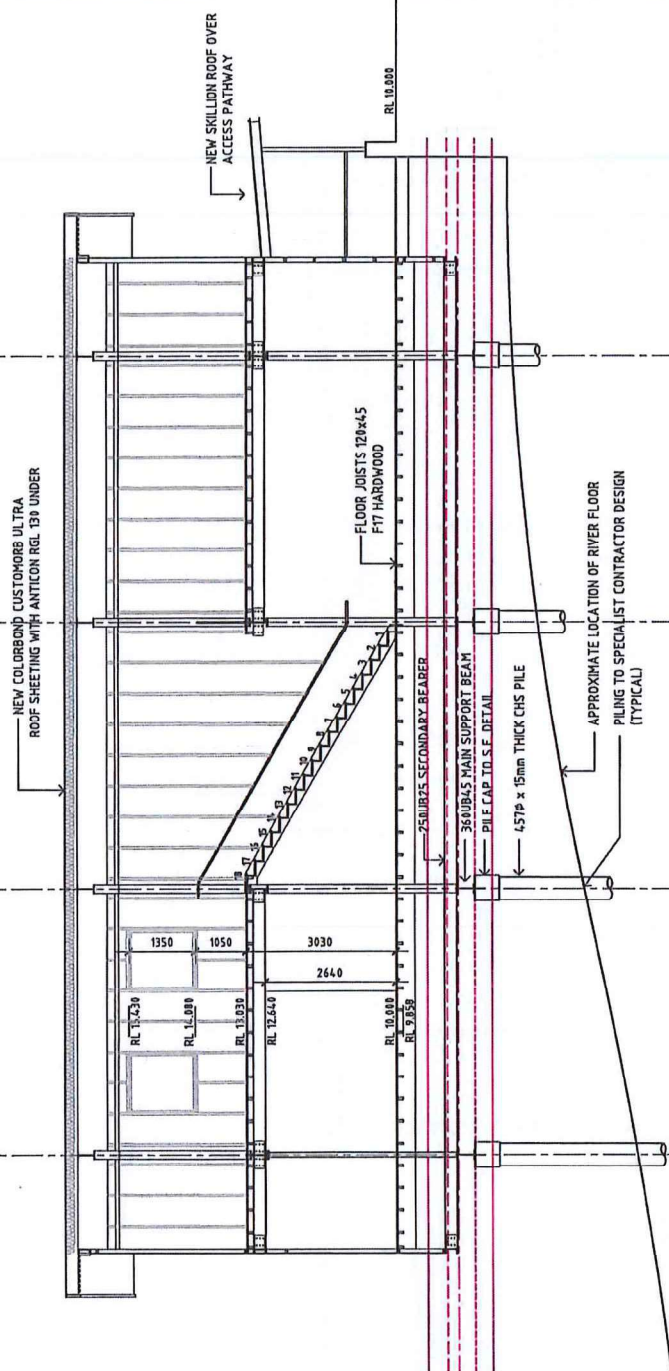 NEW COLORBOND CUSTOMORB ULTRA
ROOF SHEETING WITH ANTICON RGL 130 UNDER
NEW SKILLION ROOF OVER
ACCESS PATHWAY
RL 10.000
FLOOR JOISTS 120x45
F17 HARDWOOD
1350
1050
3030
2640
RL 15.430
RL 14.080
RL 13.030
RL 12.640
RL 10.000
RL 9.858
18
17
16
15
14
13
12
11
10
9
8
7
6
5
4
3
2
1
250UB25 SECONDARY BEARER
360UB45 MAIN SUPPORT BEAM
PILE CAP TO S.E. DETAIL
457Φ x 15mm THICK CHS PILE
APPROXIMATE LOCATION OF RIVER FLOOR
PILING TO SPECIALIST CONTRACTOR DESIGN
(TYPICAL)